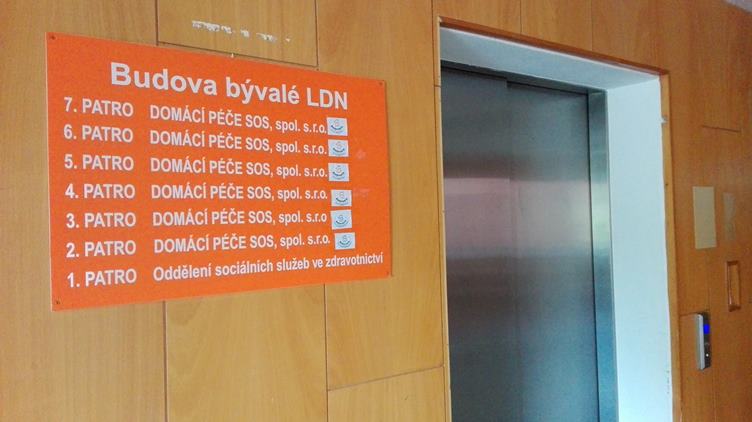 Budova bývalé LDN
7. PATRO DOMÁCÍ PÉČE SOS, spol. s.r.o.
6. PATRO DOMÁCÍ PÉČE SOS, spol. s.r.o.
5. PATRO DOMÁCÍ PÉČE SOS, spol. s.r.o.
4. PATRO DOMÁCÍ PÉČE SOS, spol. s.r.o.
3. PATRO DOMÁCÍ PÉČE SOS, spol. s.r.o
2. PATRO DOMÁCÍ PÉČE SOS, spol. s.r.o.
1. PATRO Oddělení sociálních služeb ve zdravotnictví